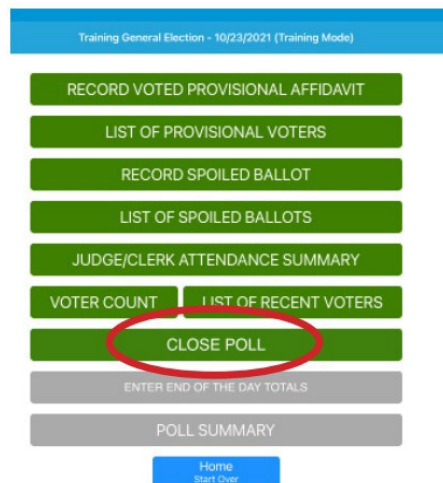 Training General Election - 10/23/2021 (Training Mode)
RECORD VOTED PROVISIONAL AFFIDAVIT
LIST OF PROVISIONAL VOTERS
RECORD SPOILED BALLOT
LIST OF SPOILED BALLOTS
JUDGE/CLERK ATTENDANCE SUMMARY
VOTER COUNT LIST OF RECENT VOTERS
CLOSE POLL
ENTER END OF THE DAY TOTALS
POLL SUMMARY
Home
Start Over